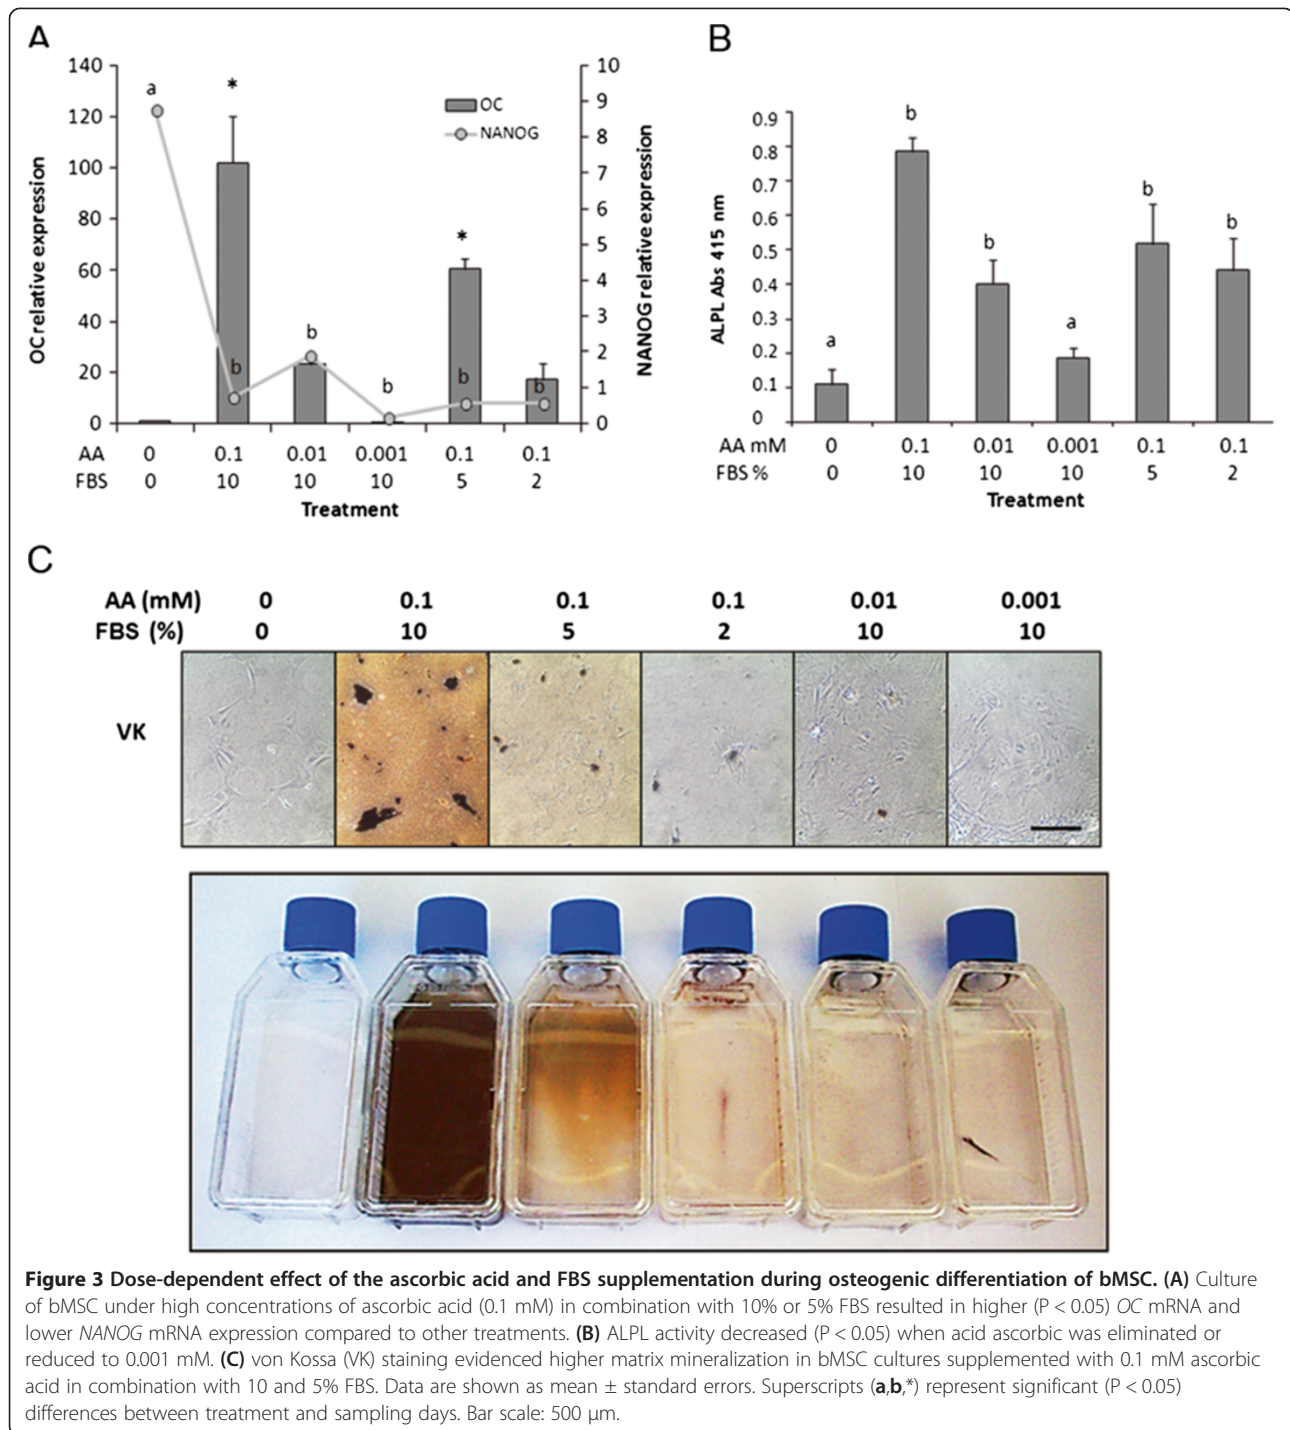 A
140
120
100
80
60
40
20
0
OC relative expression
a
*
b
b
b
*
b
b
OC
NANOG
10
9
8
7
6
5
4
3
2
1
0
NANOG relative expression
AA 0 0.1 0.01 0.001 0.1 0.1
FBS 0 10 10 10 5 2
Treatment
B
0.9
0.8
0.7
0.6
0.5
0.4
0.3
0.2
0.1
0
ALPL Abs 415 nm
a
b
b
a
b
b
AA mM 0 0.1 0.01 0.001 0.1 0.1
FBS % 0 10 10 10 5 2
Treatment
C
AA (mM) 0 0.1 0.1 0.1 0.01 0.001
FBS (%) 0 10 5 2 10 10
VK
Figure 3 Dose-dependent effect of the ascorbic acid and FBS supplementation during osteogenic differentiation of bMSC. (A) Culture
of bMSC under high concentrations of ascorbic acid (0.1 mM) in combination with 10% or 5% FBS resulted in higher (P < 0.05) OC mRNA and
lower NANOG mRNA expression compared to other treatments. (B) ALPL activity decreased (P < 0.05) when acid ascorbic was eliminated or
reduced to 0.001 mM. (C) von Kossa (VK) staining evidenced higher matrix mineralization in bMSC cultures supplemented with 0.1 mM ascorbic
acid in combination with 10 and 5% FBS. Data are shown as mean ± standard errors. Superscripts (a,b,*) represent significant (P < 0.05)
differences between treatment and sampling days. Bar scale: 500 μm.